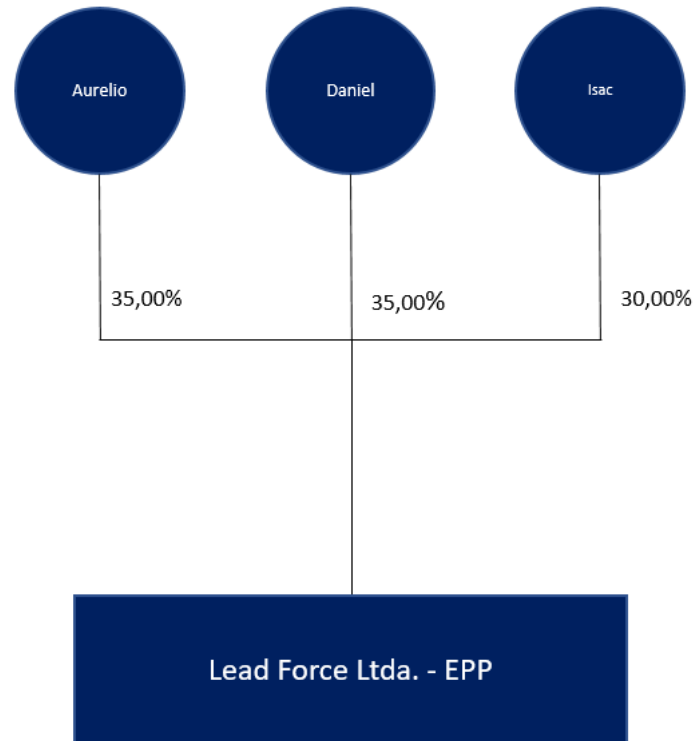 Aurelio
Daniel
Isac
35,00%
35,00%
30,00%
Lead Force Ltda. - EPP